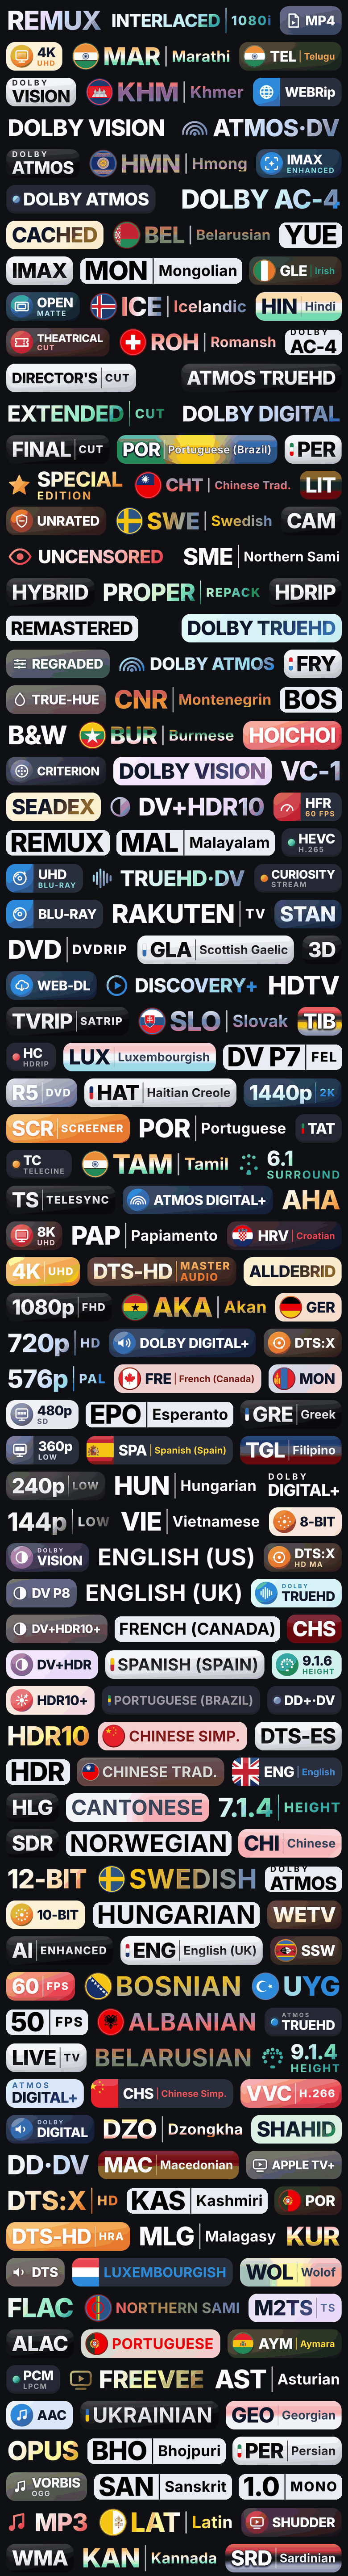 REMUX INTERLACED 1080i MP4
4K UHD MAR Marathi TEL Telugu
DOLBY VISION KHM Khmer WEBRip
DOLBY VISION ATMOS·DV
DOLBY ATMOS HMN Hmong IMAX ENHANCED
DOLBY ATMOS DOLBY AC-4
CACHED BEL Belarusian YUE
IMAX MON Mongolian GLE Irish
OPEN MATTE ICE Icelandic HIN Hindi
THEATRICAL CUT ROH Romansh DOLBY AC-4
DIRECTOR'S CUT ATMOS TRUEHD
EXTENDED CUT DOLBY DIGITAL
FINAL CUT POR Portuguese (Brazil) PER
SPECIAL EDITION CHT Chinese Trad. LIT
UNRATED SWE Swedish CAM
UNCENSORED SME Northern Sami
HYBRID PROPER REPACK HDRIP
REMASTERED DOLBY TRUEHD
REGRADED DOLBY ATMOS FRY
TRUE-HUE CNR Montenegrin BOS
B&W BUR Burmese HOICHOI
CRITERION DOLBY VISION VC-1
SEADEX DV+HDR10 HFR 60 FPS
REMUX MAL Malayalam HEVC H.265
UHD BLU-RAY TRUEHD·DV CURIOSITY STREAM
BLU-RAY RAKUTEN TV STAN
DVD DVDRIP GLA Scottish Gaelic 3D
WEB-DL DISCOVERY+ HDTV
TVRIP SATRIP SLO Slovak TIB
HC HDRIP LUX Luxembourgish DV P7 FEL
R5 DVD HAT Haitian Creole 1440p 2K
SCR SCREENER POR Portuguese TAT
TC TELECINE TAM Tamil 6.1 SURROUND
TS TELESYNC ATMOS DIGITAL+ AHA
8K UHD PAP Papiamento HRV Croatian
4K UHD DTS-HD MASTER AUDIO ALLDEBRID
1080p FHD AKA Akan GER
720p HD DOLBY DIGITAL+ DTS:X
576p PAL FRE French (Canada) MON
480p SD EPO Esperanto GRE Greek
360p LOW SPA Spanish (Spain) TGL Filipino
240p LOW HUN Hungarian DOLBY DIGITAL+
144p LOW VIE Vietnamese 8-BIT
DOLBY VISION ENGLISH (US) DTS:X HD MA
DV P8 ENGLISH (UK) DOLBY TRUEHD
DV+HDR10+ FRENCH (CANADA) CHS
DV+HDR SPANISH (SPAIN) 9.1.6 HEIGHT
HDR10+ PORTUGUESE (BRAZIL) DD+·DV
HDR10 CHINESE SIMP. DTS-ES
HDR CHINESE TRAD. ENG English
HLG CANTONESE 7.1.4 HEIGHT
SDR NORWEGIAN CHI Chinese
12-BIT SWEDISH DOLBY ATMOS
10-BIT HUNGARIAN WETV
AI ENHANCED ENG English (UK) SSW
60 FPS BOSNIAN UYG
50 FPS ALBANIAN ATMOS TRUEHD
LIVE TV BELARUSIAN 9.1.4 HEIGHT
ATMOS DIGITAL+ CHS Chinese Simp. VVC H.266
DOLBY DIGITAL DZO Dzongkha SHAHID
DD·DV MAC Macedonian APPLE TV+
DTS:X HD KAS Kashmiri POR
DTS-HD HRA MLG Malagasy KUR
DTS LUXEMBOURGISH WOL Wolof
FLAC NORTHERN SAMI M2TS TS
ALAC PORTUGUESE AYM Aymara
PCM LPCM FREEVEE AST Asturian
AAC UKRAINIAN GEO Georgian
OPUS BHO Bhojpuri PER Persian
VORBIS OGG SAN Sanskrit 1.0 MONO
MP3 LAT Latin SHUDDER
WMA KAN Kannada SRD Sardinian